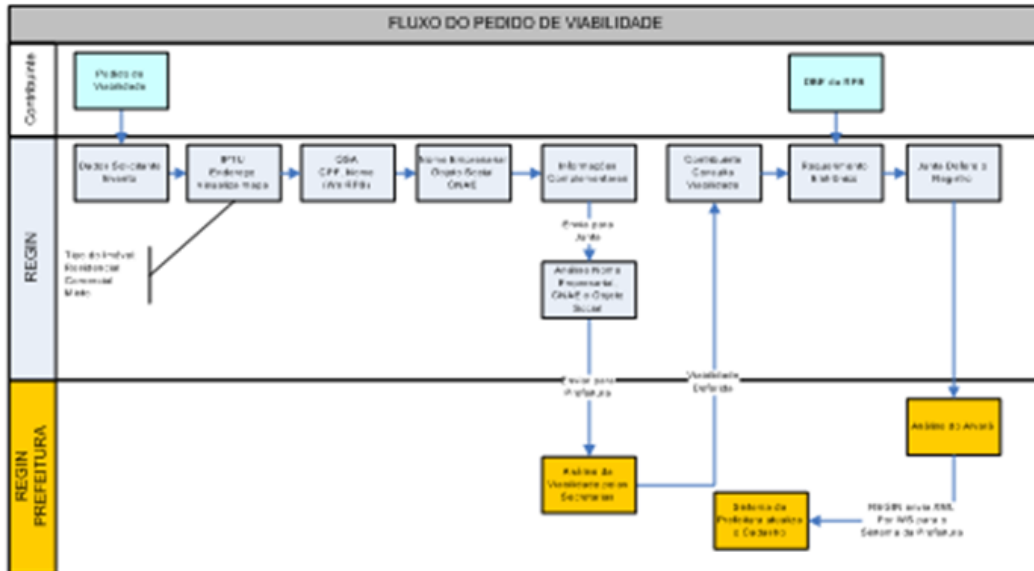 FLUXO DO PEDIDO DE VIABILIDADE
Contribuinte
Pedido de
Viabilidade
DBE da RFB
REGIN
Dados Solicitante
Evento
IPTU
Endereço
Visualiza Mapa
QSA
CPF, Nome
(WS RFB)
Nome Empresarial
Objeto Social
CNAE
Informações
Complementares
Contribuinte
Consulta
Viabilidade
Requerimento
Eletrônico
Junta Defere o
Registro
Envio para
Junta
Tipo do Imóvel
Residencial
Comercial
Misto
Análise Nome
Empresarial,
CNAE e Objeto
Social
Enviar para
Prefeitura
Viabilidade
Deferida
REGIN
PREFEITURA
Análise do Alvará
Análise da
Viabilidade pelas
Secretarias
Sistema da
Prefeitura atualiza
o Cadastro
REGIN envia XML
Por WS para o
Sistema da Prefeitura